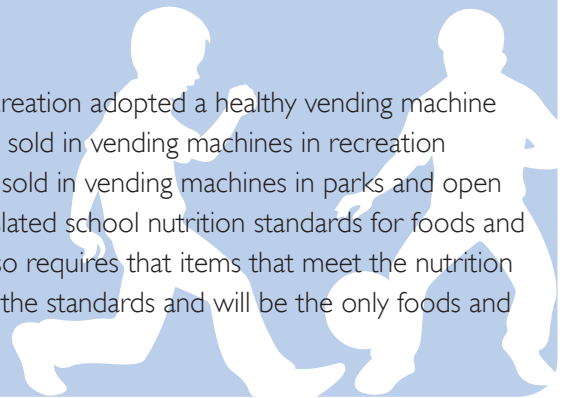 creation adopted a healthy vending machine
sold in vending machines in recreation
sold in vending machines in parks and open
slated school nutrition standards for foods and
so requires that items that meet the nutrition
the standards and will be the only foods and